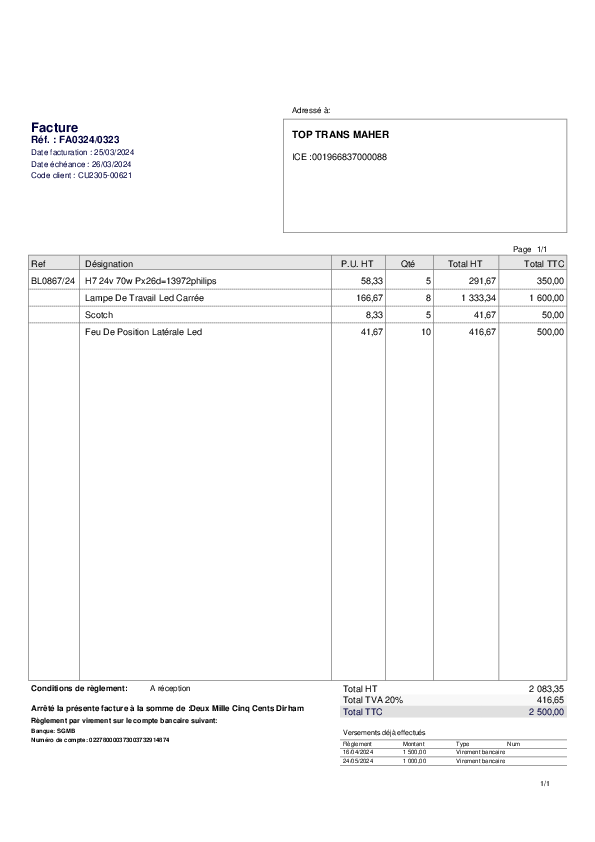 Adressé à:
Facture
Réf. : FA0324/0323
Date facturation : 25/03/2024
Date échéance : 26/03/2024
Code client : CU2305-00621
TOP TRANS MAHER
ICE :001966837000088
Page 1/1
Ref Désignation P.U. HT Qté Total HT Total TTC
BL0867/24 H7 24v 70w Px26d=13972philips 58,33 5 291,67 350,00
Lampe De Travail Led Carrée 166,67 8 1 333,34 1 600,00
Scotch 8,33 5 41,67 50,00
Feu De Position Latérale Led 41,67 10 416,67 500,00
Conditions de règlement: A réception
Total HT 2 083,35
Total TVA 20% 416,65
Total TTC 2 500,00
Arrêté la présente facture à la somme de :Deux Mille Cinq Cents Dirham
Règlement par virement sur le compte bancaire suivant:
Banque: SGMB
Numéro de compte:
Versements déjà effectués
Règlement Montant Type Num
16/04/2024 1 500,00 Virement bancaire
24/05/2024 1 000,00 Virement bancaire
1/1